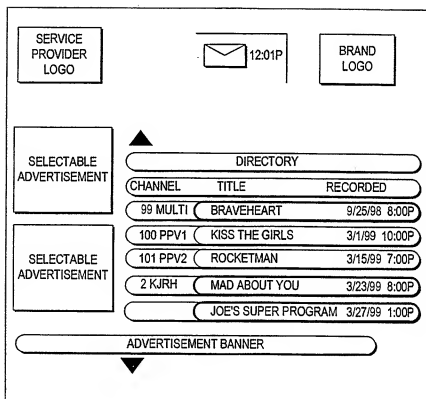 SERVICE
PROVIDER
LOGO
12:01P
BRAND
LOGO
SELECTABLE
ADVERTISEMENT
DIRECTORY
CHANNEL TITLE RECORDED
99 MULTI BRAVEHEART 9/25/98 8:00P
100 PPV1 KISS THE GIRLS 3/1/99 10:00P
101 PPV2 ROCKETMAN 3/15/99 7:00P
SELECTABLE
ADVERTISEMENT
2 KJRH MAD ABOUT YOU 3/23/99 8:00P
JOE'S SUPER PROGRAM 3/27/99 1:00P
ADVERTISEMENT BANNER